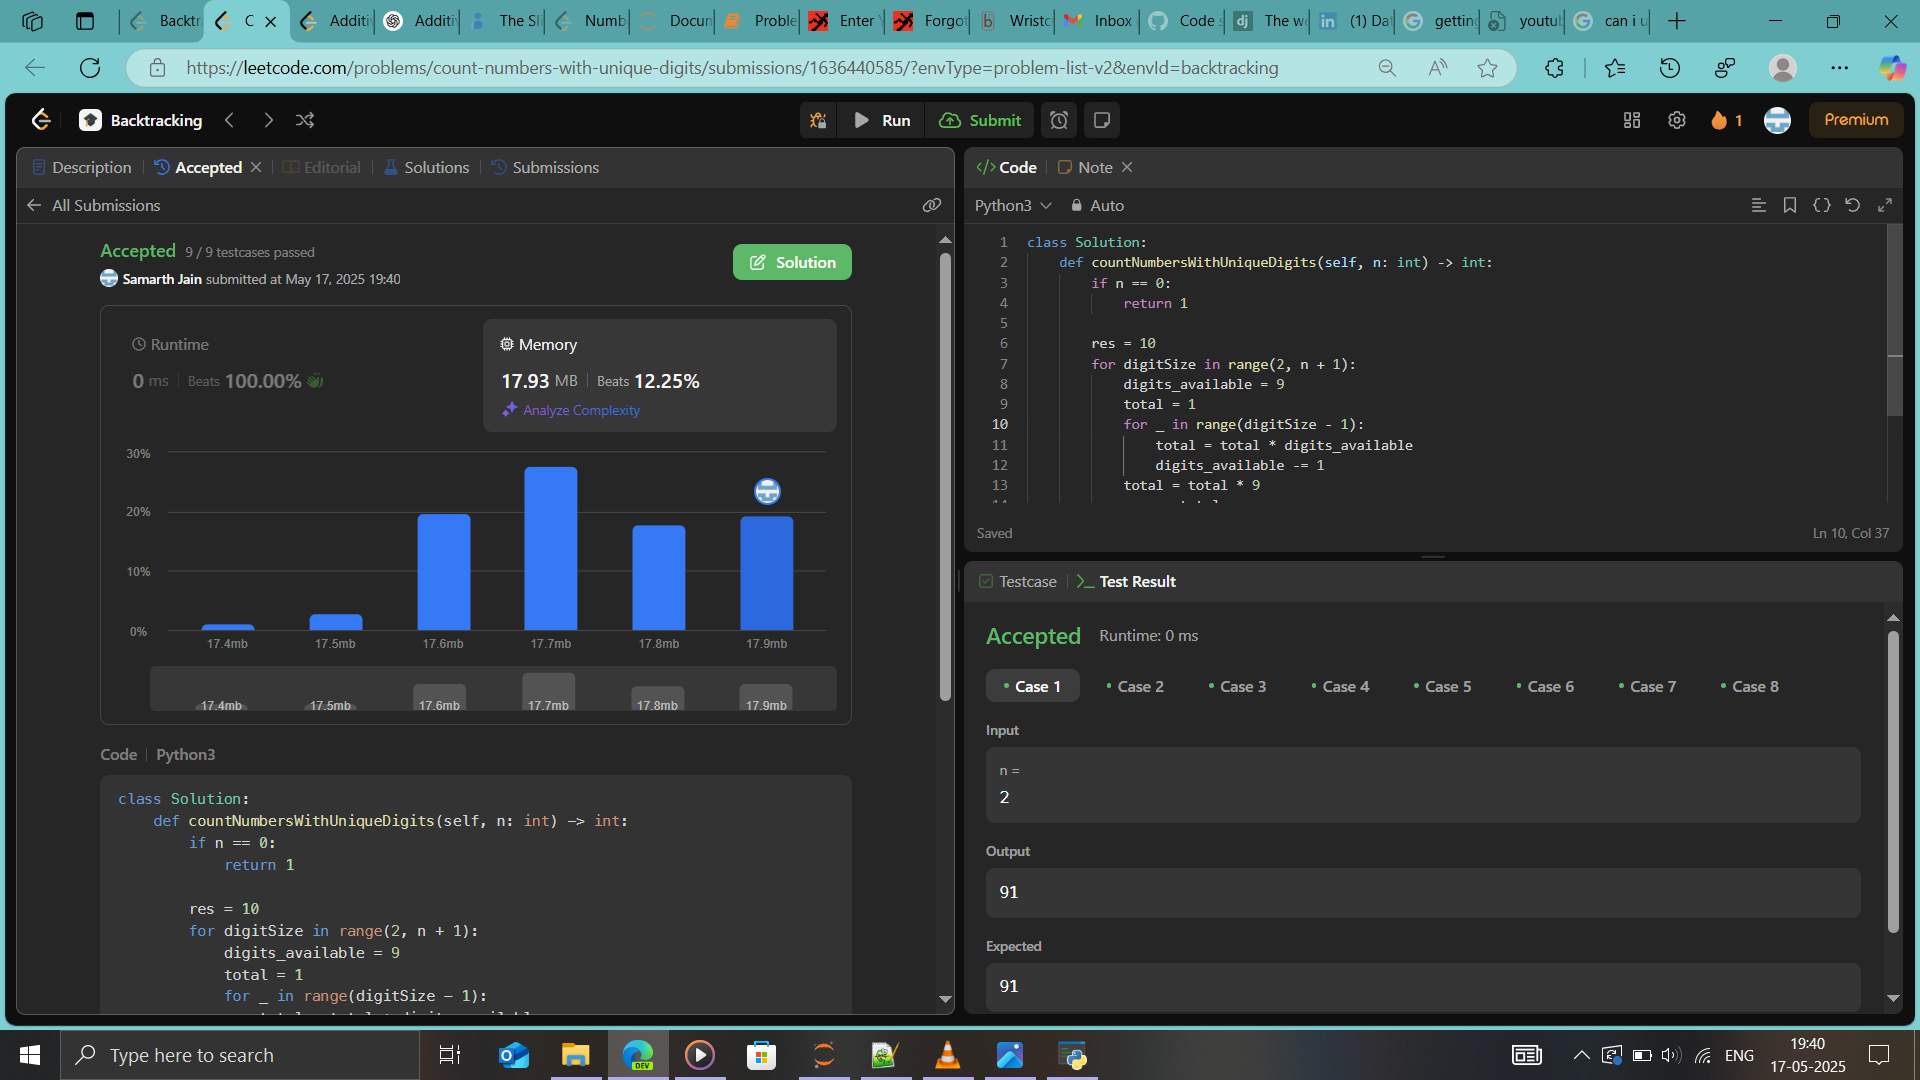 Backtr
C
Additi
Additi
The Sl
Numb
Docun
Proble
Enter
Forgot
Wristc
Inbox
Code s
The we
(1) Dat
getting
youtub
can i u
https://leetcode.com/problems/count-numbers-with-unique-digits/submissions/1636440585/?envType=problem-list-v2&envId=backtracking
Backtracking
Run
Submit
1
Premium
Description
Accepted
Editorial
Solutions
Submissions
All Submissions
Accepted 9 / 9 testcases passed
Samarth Jain submitted at May 17, 2025 19:40
Solution
Runtime
0 ms Beats 100.00%
Memory
17.93 MB Beats 12.25%
Analyze Complexity
30%
20%
10%
0%
17.4mb 17.5mb 17.6mb 17.7mb 17.8mb 17.9mb
17.4mb 17.5mb 17.6mb 17.7mb 17.8mb 17.9mb
Code Python3
class Solution:
def countNumbersWithUniqueDigits(self, n: int) -> int:
if n == 0:
return 1
res = 10
for digitSize in range(2, n + 1):
digits_available = 9
total = 1
for _ in range(digitSize - 1):
Code
Note
Python3
Auto
1 class Solution:
2 def countNumbersWithUniqueDigits(self, n: int) -> int:
3 if n == 0:
4 return 1
5
6 res = 10
7 for digitSize in range(2, n + 1):
8 digits_available = 9
9 total = 1
10 for _ in range(digitSize - 1):
11 total = total * digits_available
12 digits_available -= 1
13 total = total * 9
Saved
Ln 10, Col 37
Testcase
Test Result
Accepted Runtime: 0 ms
Case 1 Case 2 Case 3 Case 4 Case 5 Case 6 Case 7 Case 8
Input
n =
2
Output
91
Expected
91
Type here to search
DEV
ENG
19:40
17-05-2025